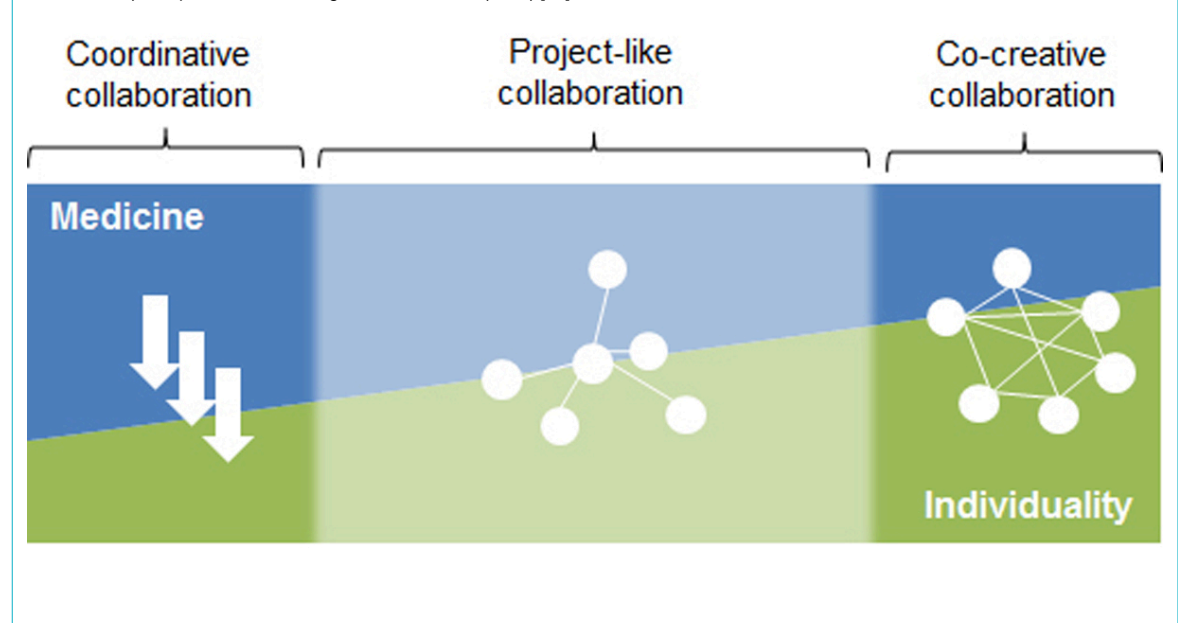 Coordinative
collaboration
Project-like
collaboration
Co-creative
collaboration
Medicine
Individuality